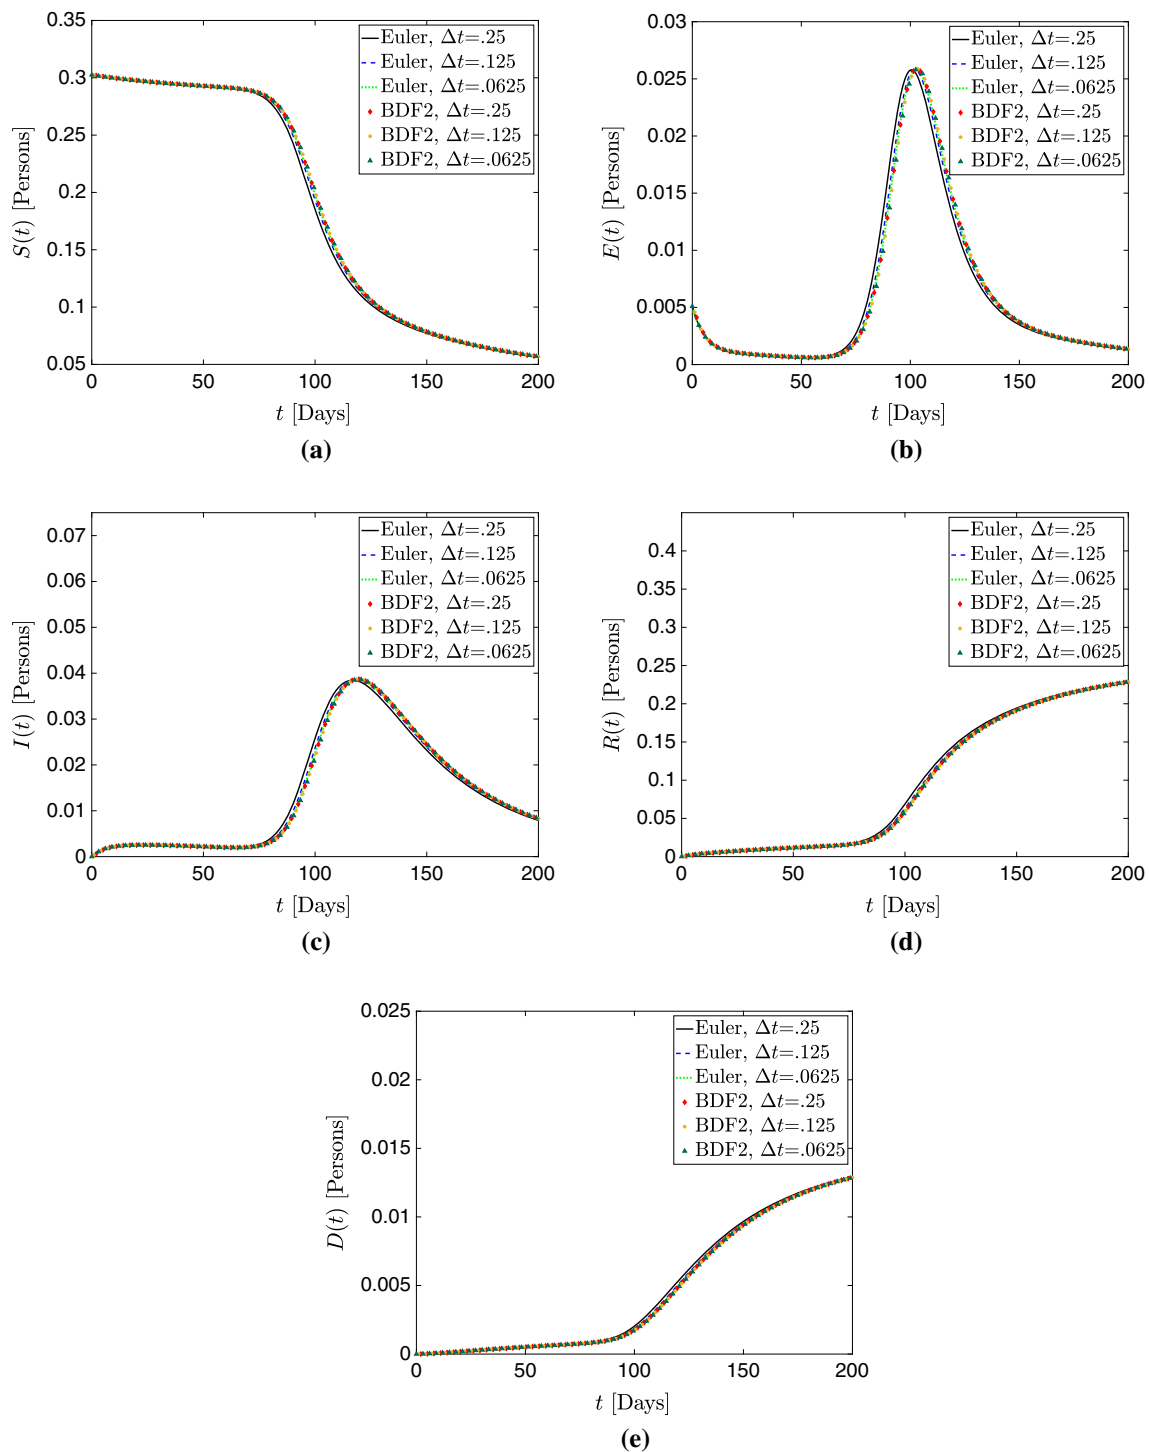 0.35
0.3
0.25
0.2
0.15
0.1
0.05
S(t) [Persons]
0 50 100 150 200
t [Days]
Euler, Δt=.25
Euler, Δt=.125
Euler, Δt=.0625
BDF2, Δt=.25
BDF2, Δt=.125
BDF2, Δt=.0625
(a)
0.03
0.025
0.02
0.015
0.01
0.005
0
E(t) [Persons]
0 50 100 150 200
t [Days]
Euler, Δt=.25
Euler, Δt=.125
Euler, Δt=.0625
BDF2, Δt=.25
BDF2, Δt=.125
BDF2, Δt=.0625
(b)
0.07
0.06
0.05
0.04
0.03
0.02
0.01
0
I(t) [Persons]
0 50 100 150 200
t [Days]
Euler, Δt=.25
Euler, Δt=.125
Euler, Δt=.0625
BDF2, Δt=.25
BDF2, Δt=.125
BDF2, Δt=.0625
(c)
0.4
0.35
0.3
0.25
0.2
0.15
0.1
0.05
0
R(t) [Persons]
0 50 100 150 200
t [Days]
Euler, Δt=.25
Euler, Δt=.125
Euler, Δt=.0625
BDF2, Δt=.25
BDF2, Δt=.125
BDF2, Δt=.0625
(d)
0.025
0.02
0.015
0.01
0.005
0
D(t) [Persons]
0 50 100 150 200
t [Days]
Euler, Δt=.25
Euler, Δt=.125
Euler, Δt=.0625
BDF2, Δt=.25
BDF2, Δt=.125
BDF2, Δt=.0625
(e)